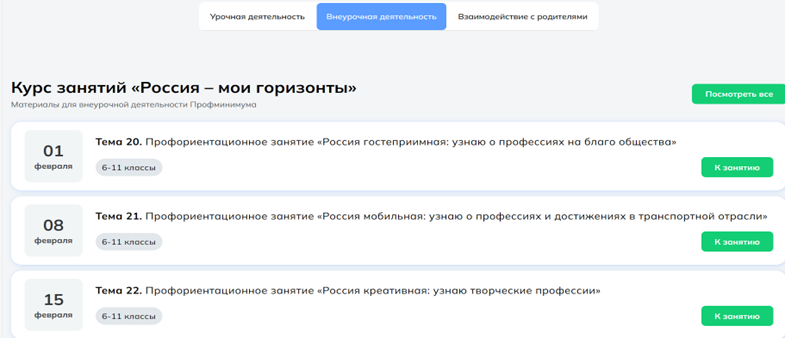 Урочная деятельность
Внеурочная деятельность
Взаимодействие с родителями
Курс занятий «Россия – мои горизонты»
Материалы для внеурочной деятельности Профминимума
Посмотреть все
01
февраля
Тема 20. Профориентационное занятие «Россия гостеприимная: узнаю о профессиях на благо общества»
6-11 классы
К занятию
08
февраля
Тема 21. Профориентационное занятие «Россия мобильная: узнаю о профессиях и достижениях в транспортной отрасли»
6-11 классы
К занятию
15
февраля
Тема 22. Профориентационное занятие «Россия креативная: узнаю творческие профессии»
6-11 классы
К занятию